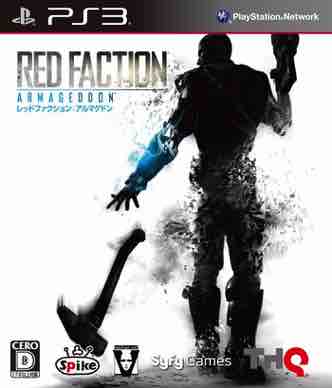 PS3
PlayStation Network
RED FACTION
ARMAGEDDON
レッドファクション:アルマゲドン
CERO
D
Spike
V
Syfy Games
THQ